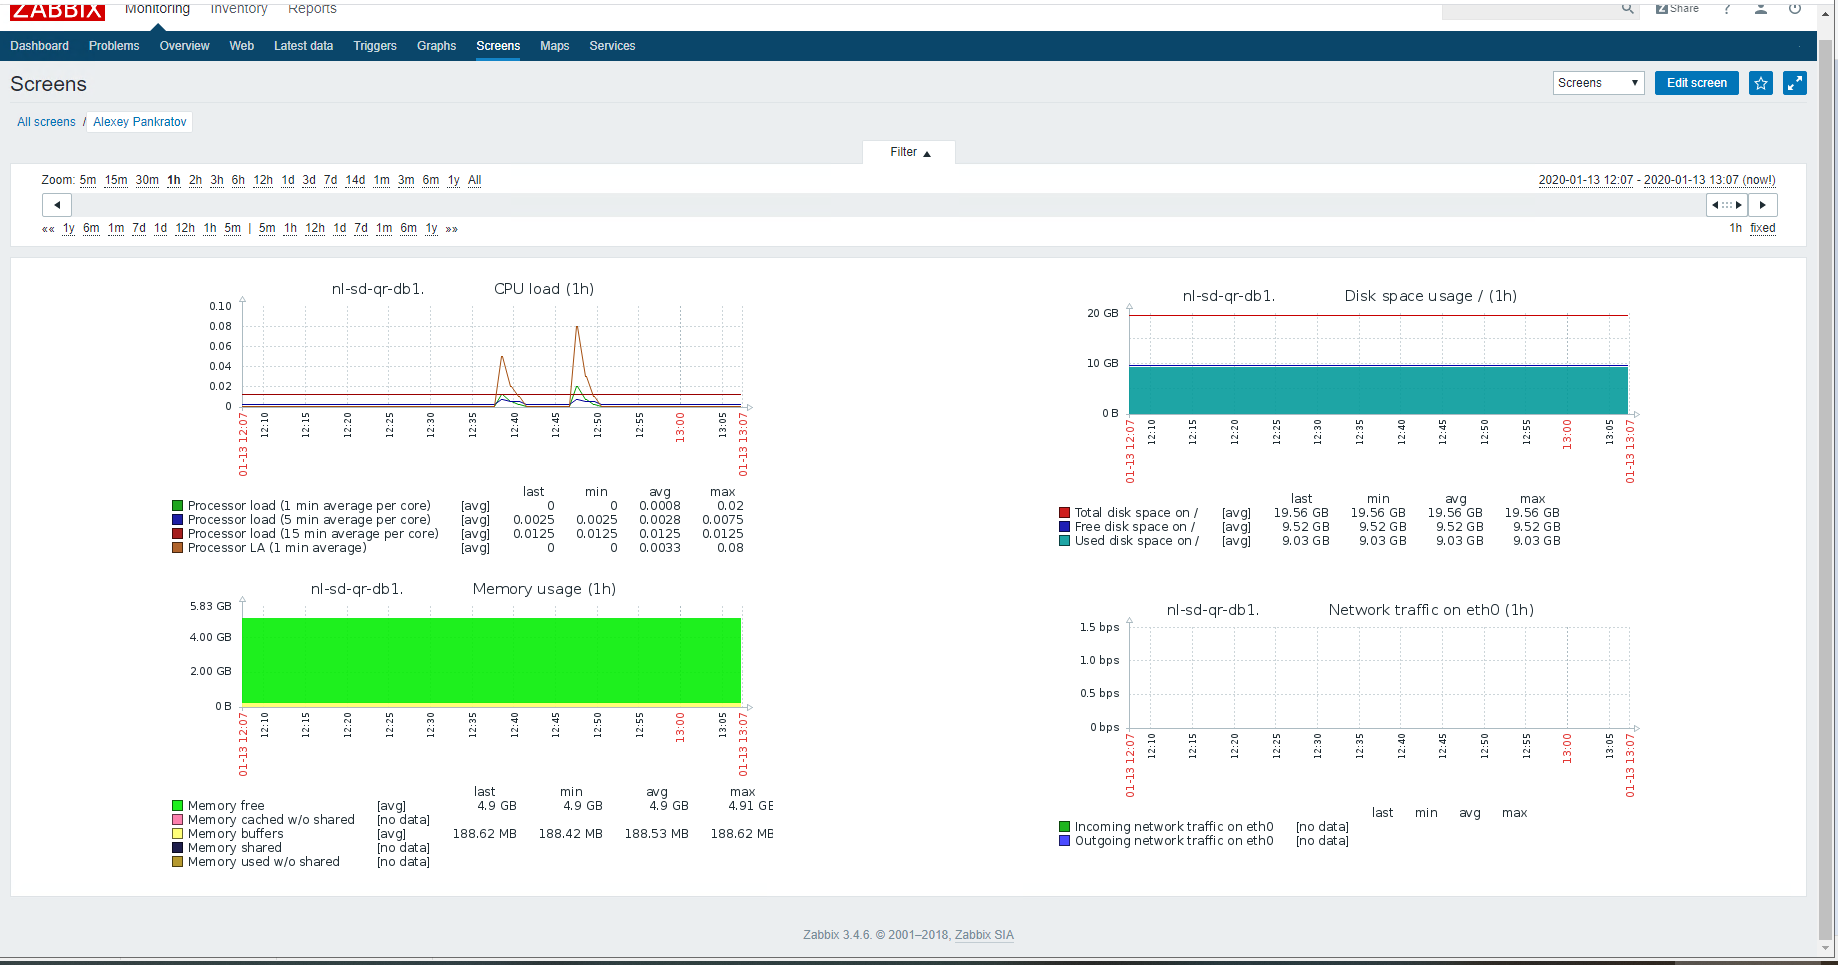 ZABBIX Monitoring Inventory Reports Share ?
Dashboard Problems Overview Web Latest data Triggers Graphs Screens Maps Services
Screens Screens Edit screen
All screens / Alexey Pankratov
Filter
Zoom: 5m 15m 30m 1h 2h 3h 6h 12h 1d 3d 7d 14d 1m 3m 6m 1y All 2020-01-13 12:07 - 2020-01-13 13:07 (now!)
«« 1y 6m 1m 7d 1d 12h 1h 5m | 5m 1h 12h 1d 7d 1m 6m 1y »» 1h fixed
nl-sd-qr-db1. CPU load (1h)
0.10
0.08
0.06
0.04
0.02
0
01-13 12:07 12:10 12:15 12:20 12:25 12:30 12:35 12:40 12:45 12:50 12:55 13:00 13:05 01-13 13:07
last min avg max
Processor load (1 min average per core) [avg] 0 0 0.0008 0.02
Processor load (5 min average per core) [avg] 0.0025 0.0025 0.0028 0.0075
Processor load (15 min average per core) [avg] 0.0125 0.0125 0.0125 0.0125
Processor LA (1 min average) [avg] 0 0 0.0033 0.08
nl-sd-qr-db1. Disk space usage / (1h)
20 GB
10 GB
0 B
01-13 12:07 12:10 12:15 12:20 12:25 12:30 12:35 12:40 12:45 12:50 12:55 13:00 13:05 01-13 13:07
last min avg max
Total disk space on / [avg] 19.56 GB 19.56 GB 19.56 GB 19.56 GB
Free disk space on / [avg] 9.52 GB 9.52 GB 9.52 GB 9.52 GB
Used disk space on / [avg] 9.03 GB 9.03 GB 9.03 GB 9.03 GB
nl-sd-qr-db1. Memory usage (1h)
5.83 GB
4.00 GB
2.00 GB
0 B
01-13 12:07 12:10 12:15 12:20 12:25 12:30 12:35 12:40 12:45 12:50 12:55 13:00 13:05 01-13 13:07
last min avg max
Memory free [avg] 4.9 GB 4.9 GB 4.9 GB 4.91 GB
Memory cached w/o shared [no data]
Memory buffers [avg] 188.62 MB 188.42 MB 188.53 MB 188.62 MB
Memory shared [no data]
Memory used w/o shared [no data]
nl-sd-qr-db1. Network traffic on eth0 (1h)
1.5 bps
1.0 bps
0.5 bps
0 bps
01-13 12:07 12:10 12:15 12:20 12:25 12:30 12:35 12:40 12:45 12:50 12:55 13:00 13:05 01-13 13:07
last min avg max
Incoming network traffic on eth0 [no data]
Outgoing network traffic on eth0 [no data]
Zabbix 3.4.6. © 2001–2018, Zabbix SIA